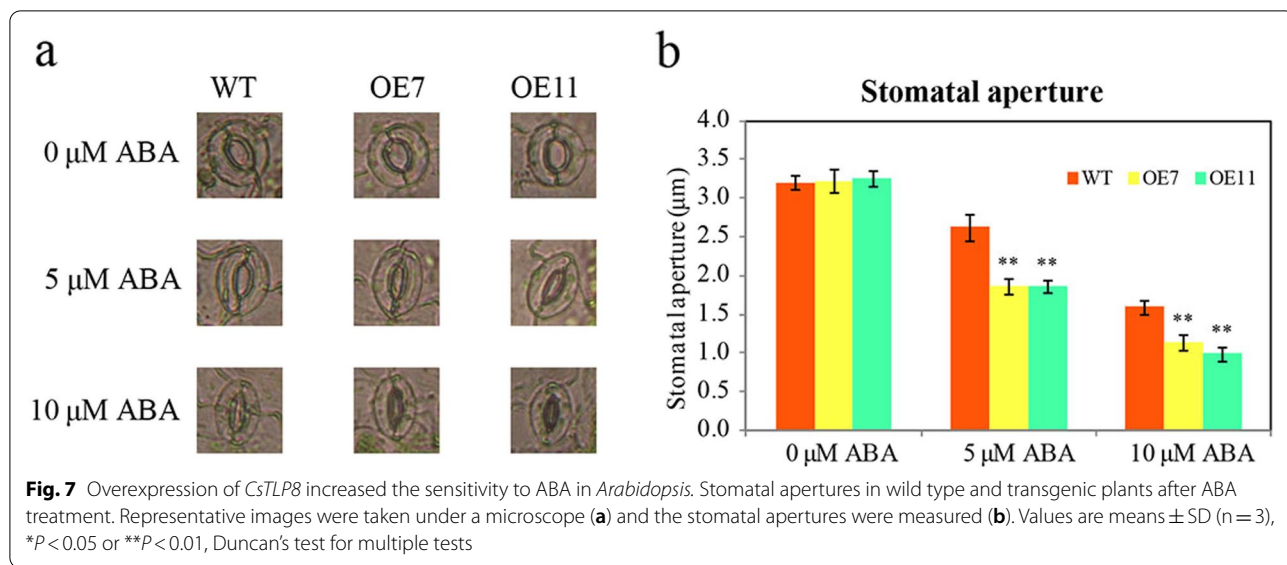 a
WT OE7 OE11
0 μM ABA
5 μM ABA
10 μM ABA
b
Stomatal aperture
Stomatal aperture (μm)
4.0
3.5
3.0
2.5
2.0
1.5
1.0
0.5
0.0
WT OE7 OE11
** **
**
**
0 μM ABA 5 μM ABA 10 μM ABA
Fig. 7 Overexpression of CsTLP8 increased the sensitivity to ABA in Arabidopsis. Stomatal apertures in wild type and transgenic plants after ABA
treatment. Representative images were taken under a microscope (a) and the stomatal apertures were measured (b). Values are means ± SD (n = 3),
*P < 0.05 or **P < 0.01, Duncan's test for multiple tests